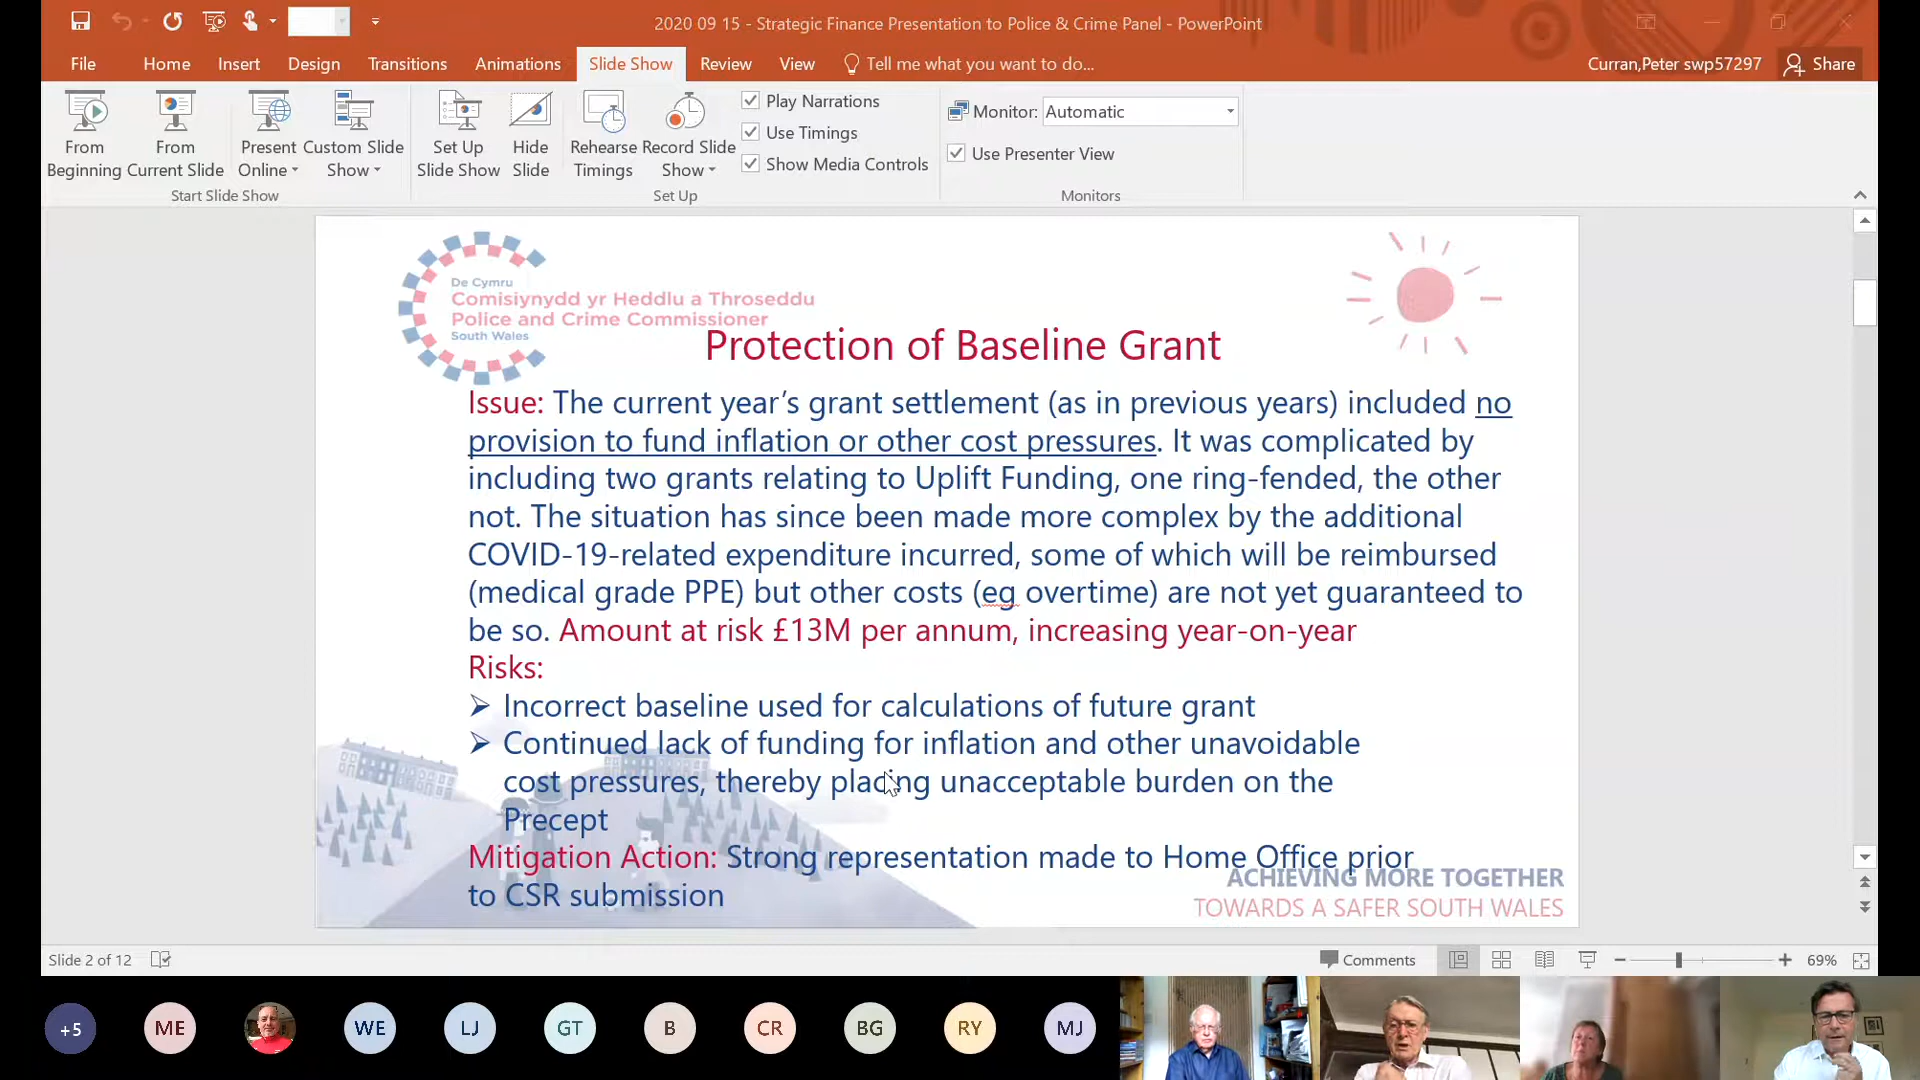 2020 09 15 - Strategic Finance Presentation to Police & Crime Panel - PowerPoint
File Home Insert Design Transitions Animations Slide Show Review View Tell me what you want to do... Curran,Peter swp57297 Share
From Beginning
From Current Slide
Present Online
Custom Slide Show
Start Slide Show
Set Up Slide Show
Hide Slide
Rehearse Timings
Record Slide Show
Play Narrations
Use Timings
Show Media Controls
Set Up
Monitor: Automatic
Use Presenter View
Monitors
De Cymru
Comisiynydd yr Heddlu a Throseddu
Police and Crime Commissioner
South Wales
Protection of Baseline Grant
Issue: The current year’s grant settlement (as in previous years) included no
provision to fund inflation or other cost pressures. It was complicated by
including two grants relating to Uplift Funding, one ring-fended, the other
not. The situation has since been made more complex by the additional
COVID-19-related expenditure incurred, some of which will be reimbursed
(medical grade PPE) but other costs (eg overtime) are not yet guaranteed to
be so. Amount at risk £13M per annum, increasing year-on-year
Risks:
➢ Incorrect baseline used for calculations of future grant
➢ Continued lack of funding for inflation and other unavoidable
cost pressures, thereby placing unacceptable burden on the
Precept
Mitigation Action: Strong representation made to Home Office prior
to CSR submission
ACHIEVING MORE TOGETHER
TOWARDS A SAFER SOUTH WALES
Slide 2 of 12 Comments 69%
+5 ME WE LJ GT B CR BG RY MJ